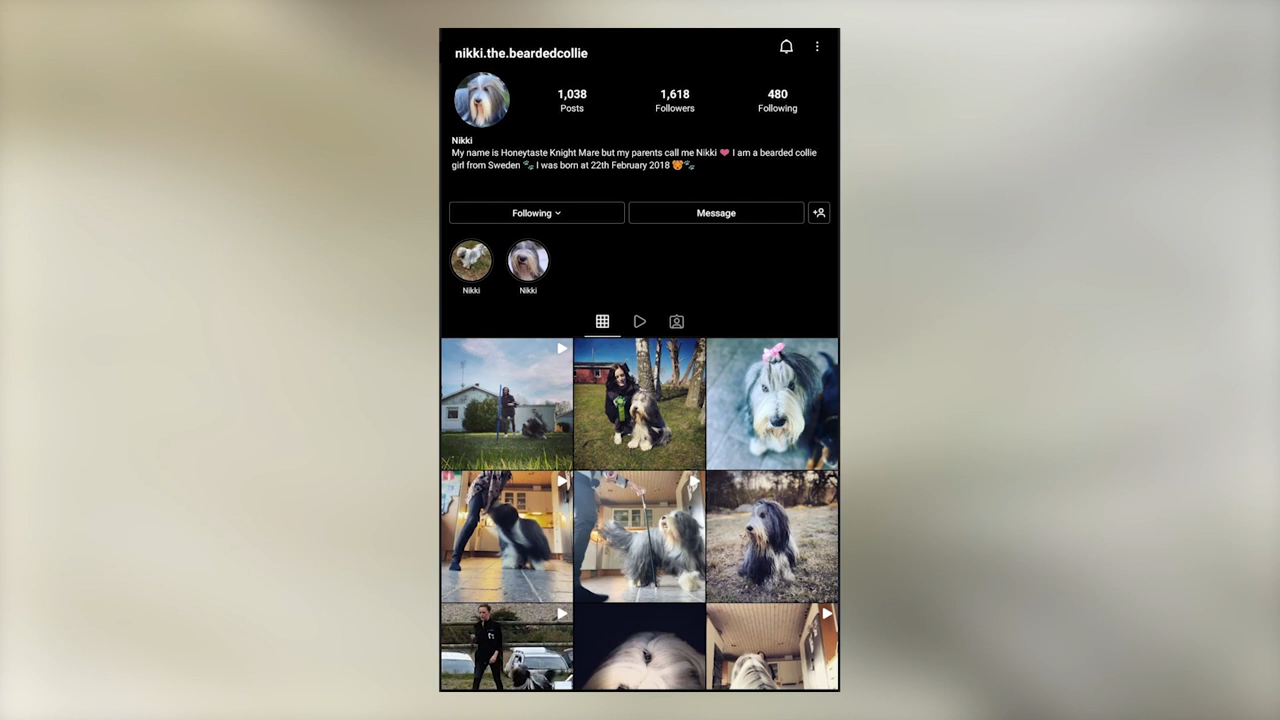 nikki.the.beardedcollie
1,038 1,618 480
Posts Followers Following
Nikki
My name is Honeytaste Knight Mare but my parents call me Nikki ❤️ I am a bearded collie
girl from Sweden 🐾 I was born at 22th February 2018 🐶🐾
Following Message
Nikki Nikki